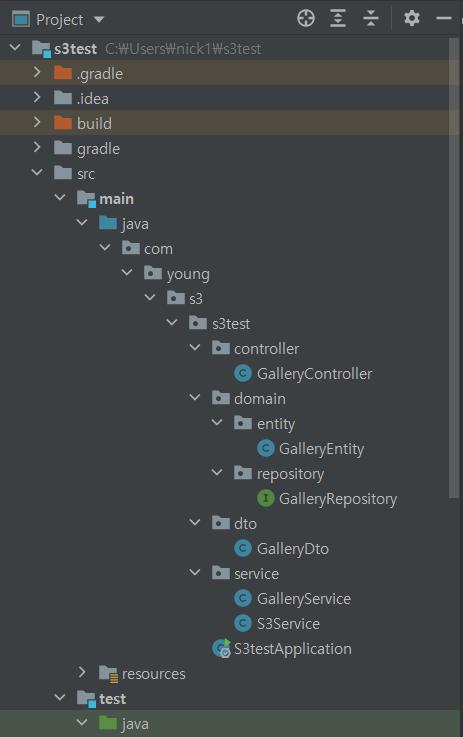 Project
s3test C:₩Users₩nick1₩s3test
.gradle
.idea
build
gradle
src
main
java
com
young
s3
s3test
controller
GalleryController
domain
entity
GalleryEntity
repository
GalleryRepository
dto
GalleryDto
service
GalleryService
S3Service
S3testApplication
resources
test
java